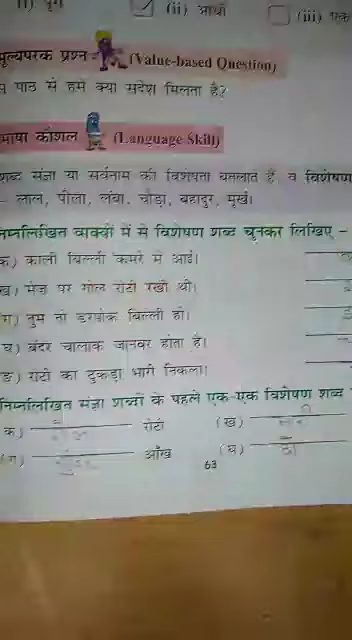 (ii) आधी (iii) एक
मूल्यपरक प्रश्न (Value-based Question)
पाठ से हमें क्या संदेश मिलता है?
भाषा कौशल (Language Skill)
शब्द संज्ञा या सर्वनाम की विशेषता बतलाते हैं, वे विशेषण
– लाल, पीला, लंबा, चौड़ा, बहादुर, मूर्ख।
निम्नलिखित वाक्यों में से विशेषण शब्द चुनकर लिखिए –
क) काली बिल्ली कमरे में आई।
ख) मेज पर गोल रोटी रखी थी।
ग) तुम तो डरपोक बिल्ली हो।
घ) बंदर चालाक जानवर होता है।
ङ) रोटी का टुकड़ा भारी निकला।
निम्नलिखित संज्ञा शब्दों के पहले एक-एक विशेषण शब्द
क) रोटी (ख)
(ग) आँख (घ)
63